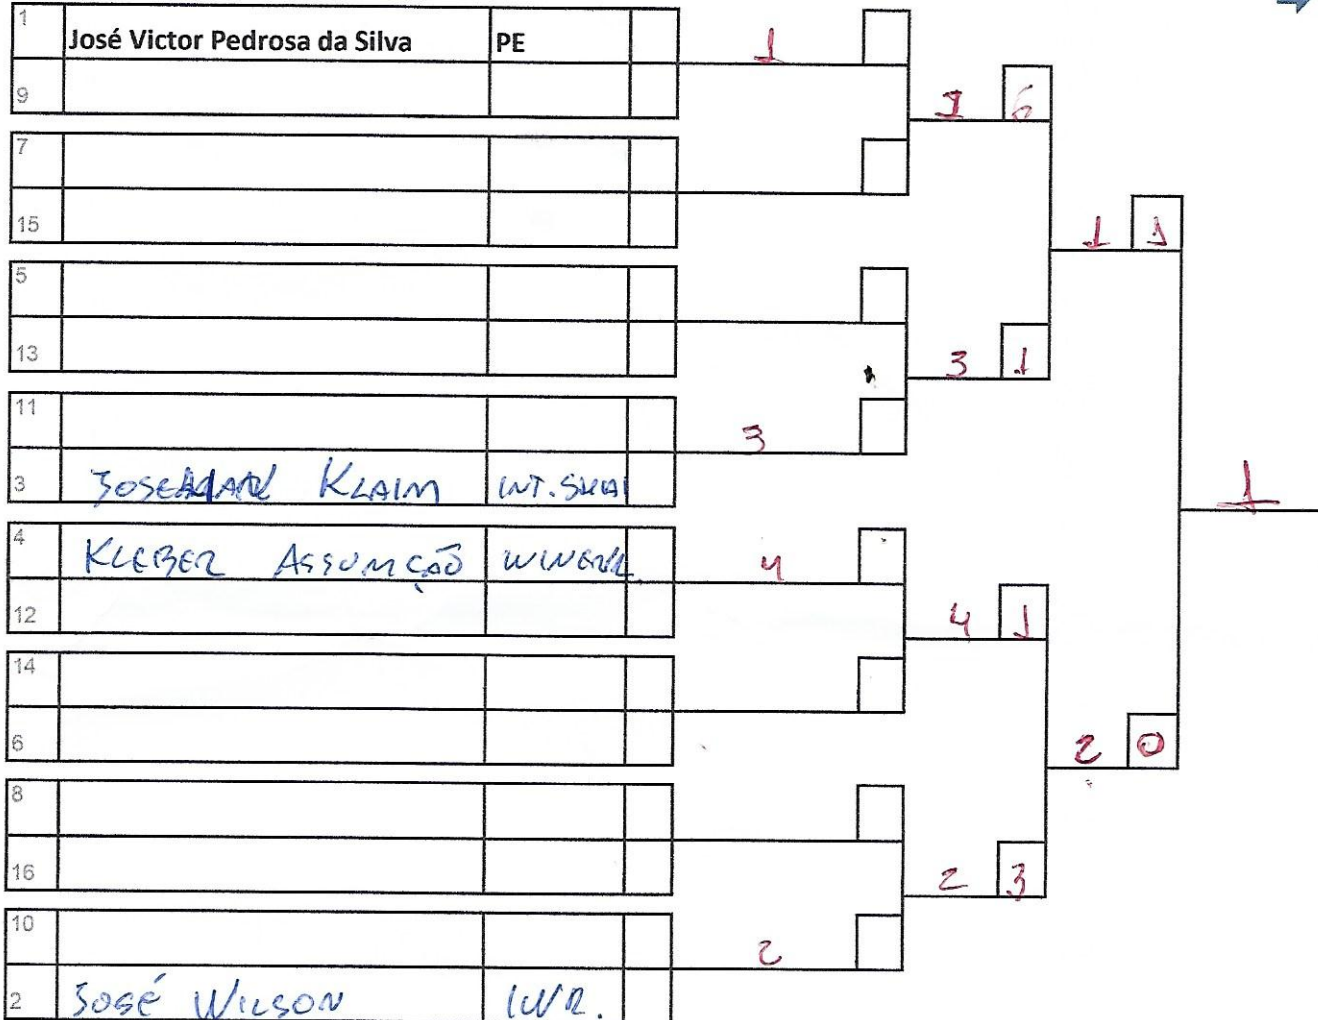 1 José Victor Pedrosa da Silva PE 1
9 1 6
7
15 1 1
5
13 3 1
11 3
3 KLAIM INT. 1
4 KLEBER ASSUMÇÃO 4
12 4 1
14
6 2 0
8
16 2 3
10 2
2 JOSÉ WILSON